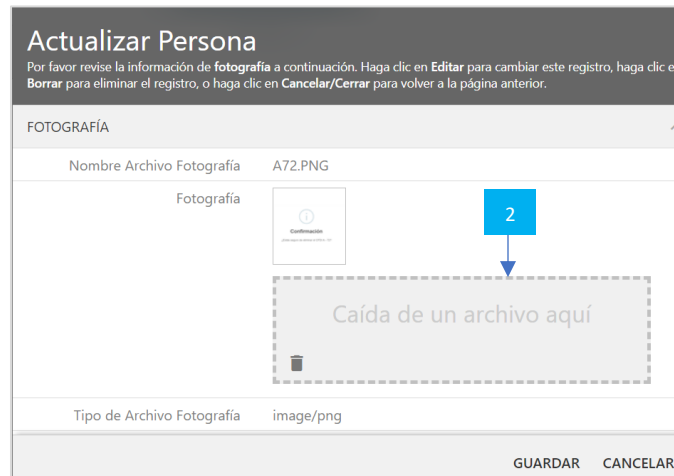 Actualizar Persona
Por favor revise la información de fotografía a continuación. Haga clic en Editar para cambiar este registro, haga clic e
Borrar para eliminar el registro, o haga clic en Cancelar/Cerrar para volver a la página anterior.
FOTOGRAFÍA
Nombre Archivo Fotografía A72.PNG
Fotografía
Confirmación
2
Caída de un archivo aquí
Tipo de Archivo Fotografía image/png
GUARDAR CANCELAR